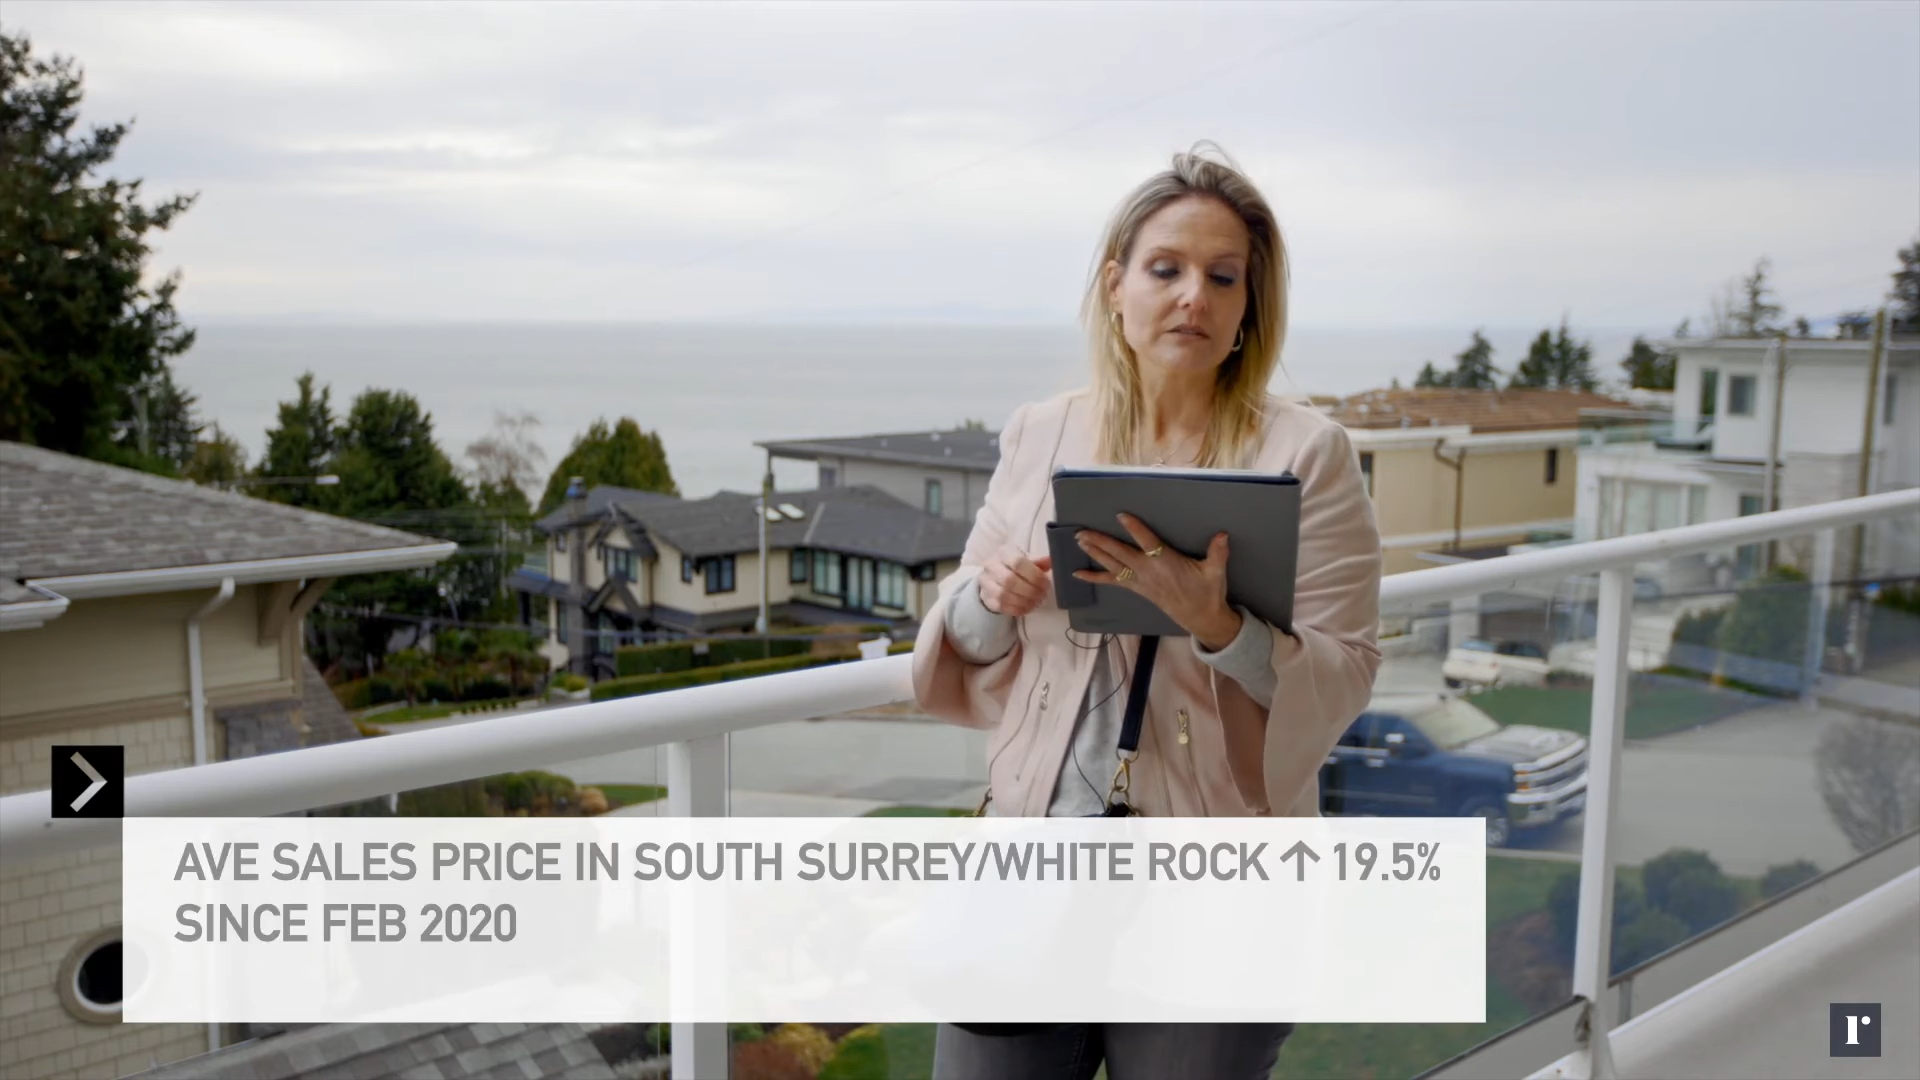 AVE SALES PRICE IN SOUTH SURREY/WHITE ROCK ↑ 19.5%
SINCE FEB 2020
r